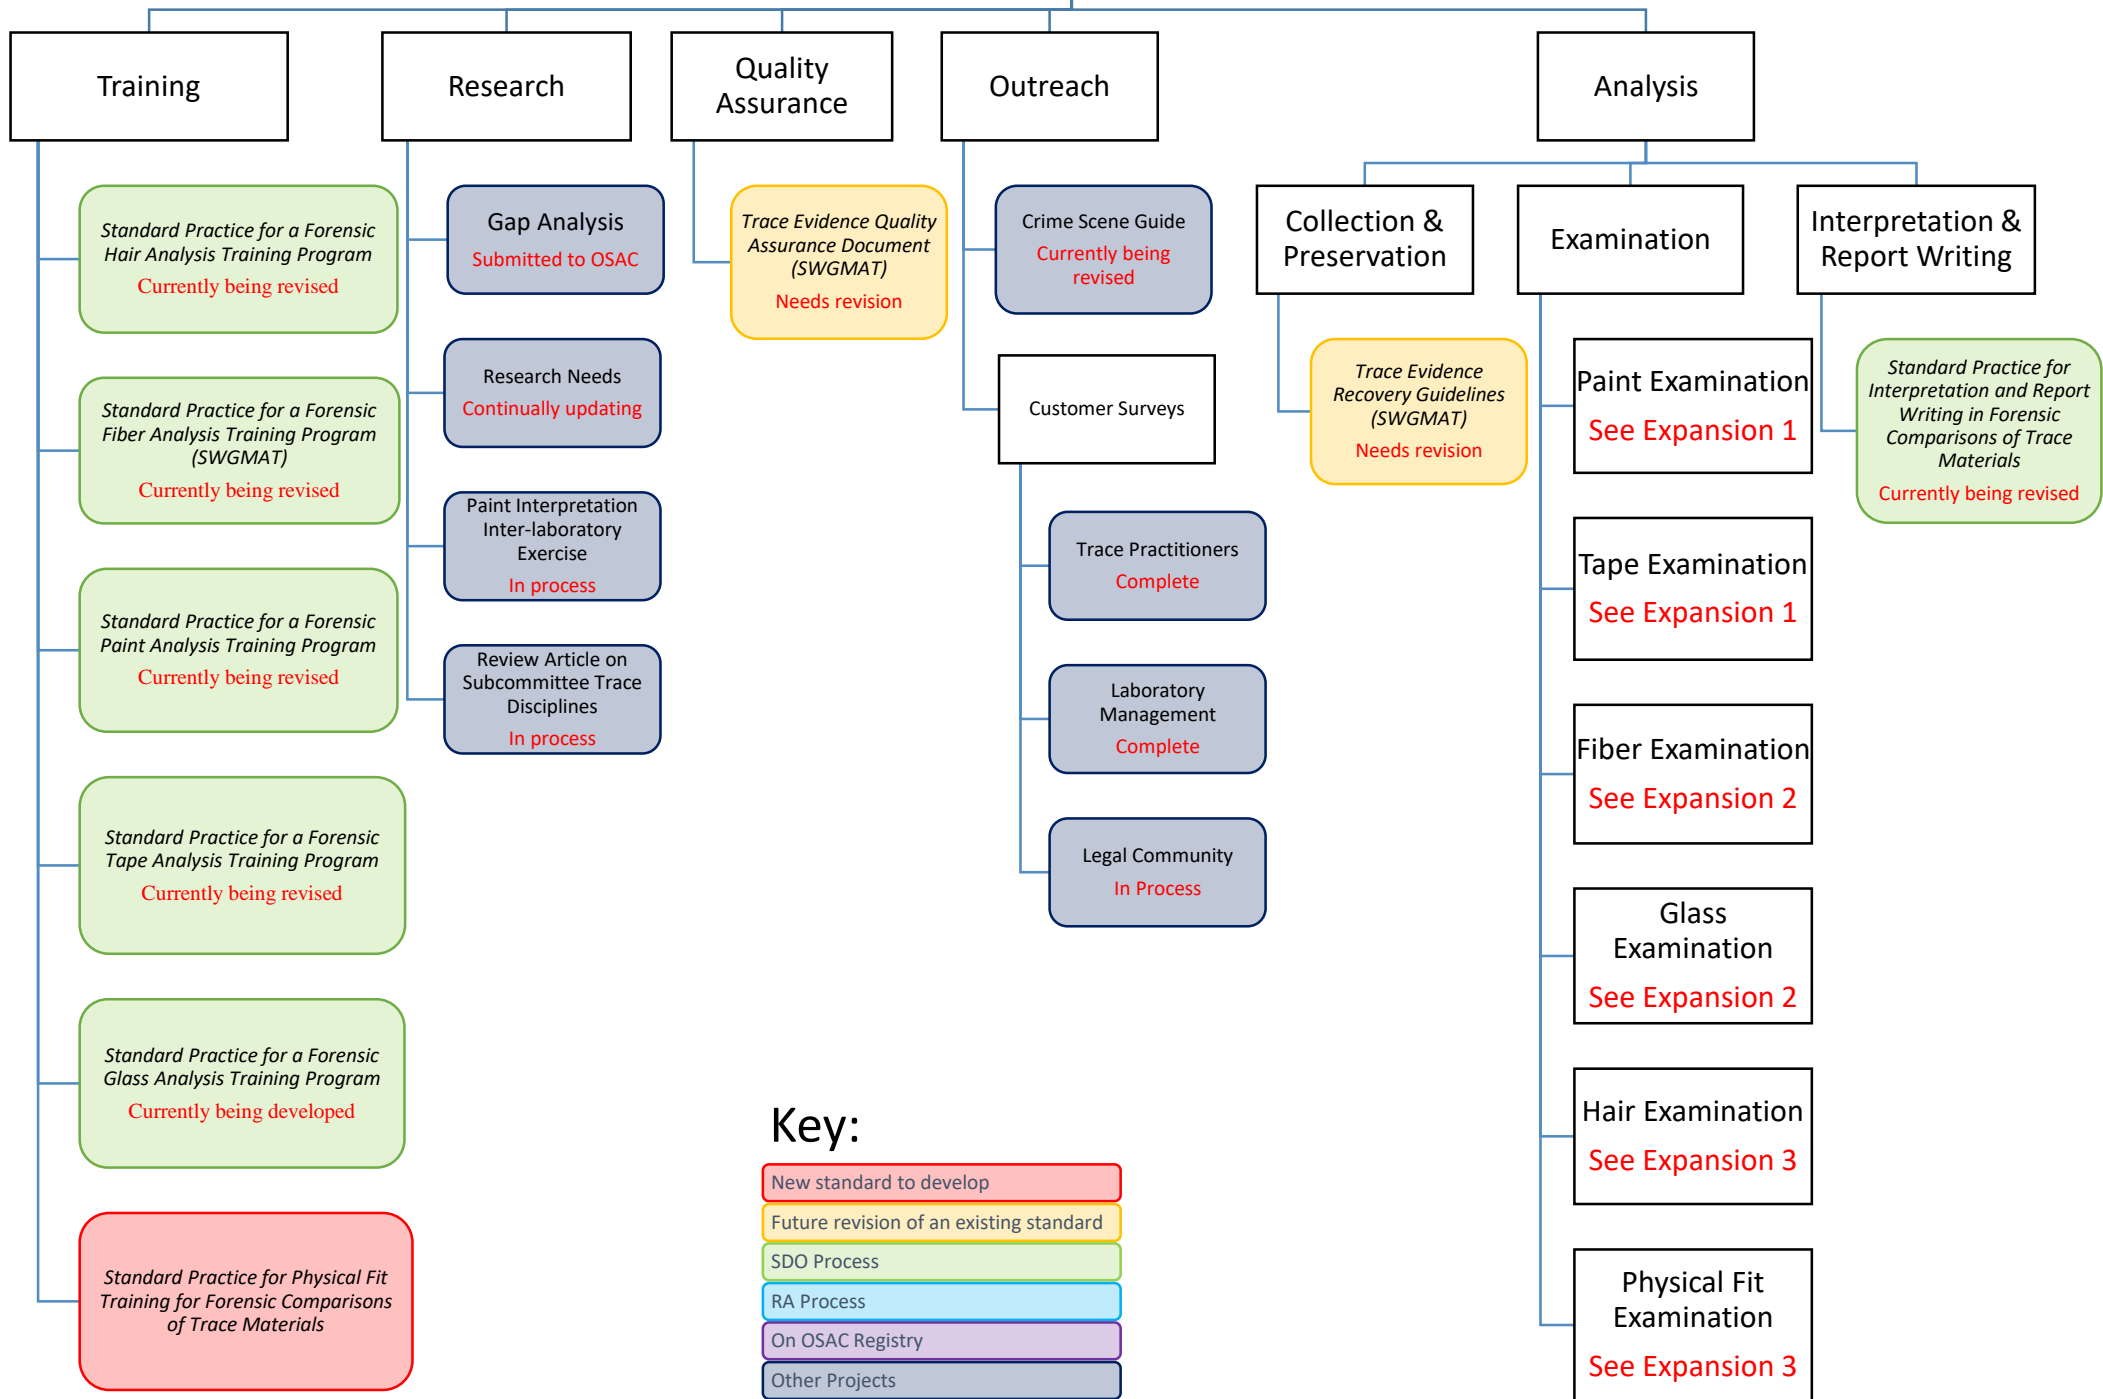 Training
Research
Quality
Assurance
Outreach
Analysis
Standard Practice for a Forensic
Hair Analysis Training Program
Currently being revised
Standard Practice for a Forensic
Fiber Analysis Training Program
(SWGMAT)
Currently being revised
Standard Practice for a Forensic
Paint Analysis Training Program
Currently being revised
Standard Practice for a Forensic
Tape Analysis Training Program
Currently being revised
Standard Practice for a Forensic
Glass Analysis Training Program
Currently being developed
Standard Practice for Physical Fit
Training for Forensic Comparisons
of Trace Materials
Gap Analysis
Submitted to OSAC
Research Needs
Continually updating
Paint Interpretation
Inter-laboratory
Exercise
In process
Review Article on
Subcommittee Trace
Disciplines
In process
Trace Evidence Quality
Assurance Document
(SWGMAT)
Needs revision
Crime Scene Guide
Currently being
revised
Customer Surveys
Trace Practitioners
Complete
Laboratory
Management
Complete
Legal Community
In Process
Collection &
Preservation
Trace Evidence
Recovery Guidelines
(SWGMAT)
Needs revision
Examination
Paint Examination
See Expansion 1
Tape Examination
See Expansion 1
Fiber Examination
See Expansion 2
Glass
Examination
See Expansion 2
Hair Examination
See Expansion 3
Physical Fit
Examination
See Expansion 3
Interpretation &
Report Writing
Standard Practice for
Interpretation and Report
Writing in Forensic
Comparisons of Trace
Materials
Currently being revised
Key:
New standard to develop
Future revision of an existing standard
SDO Process
RA Process
On OSAC Registry
Other Projects